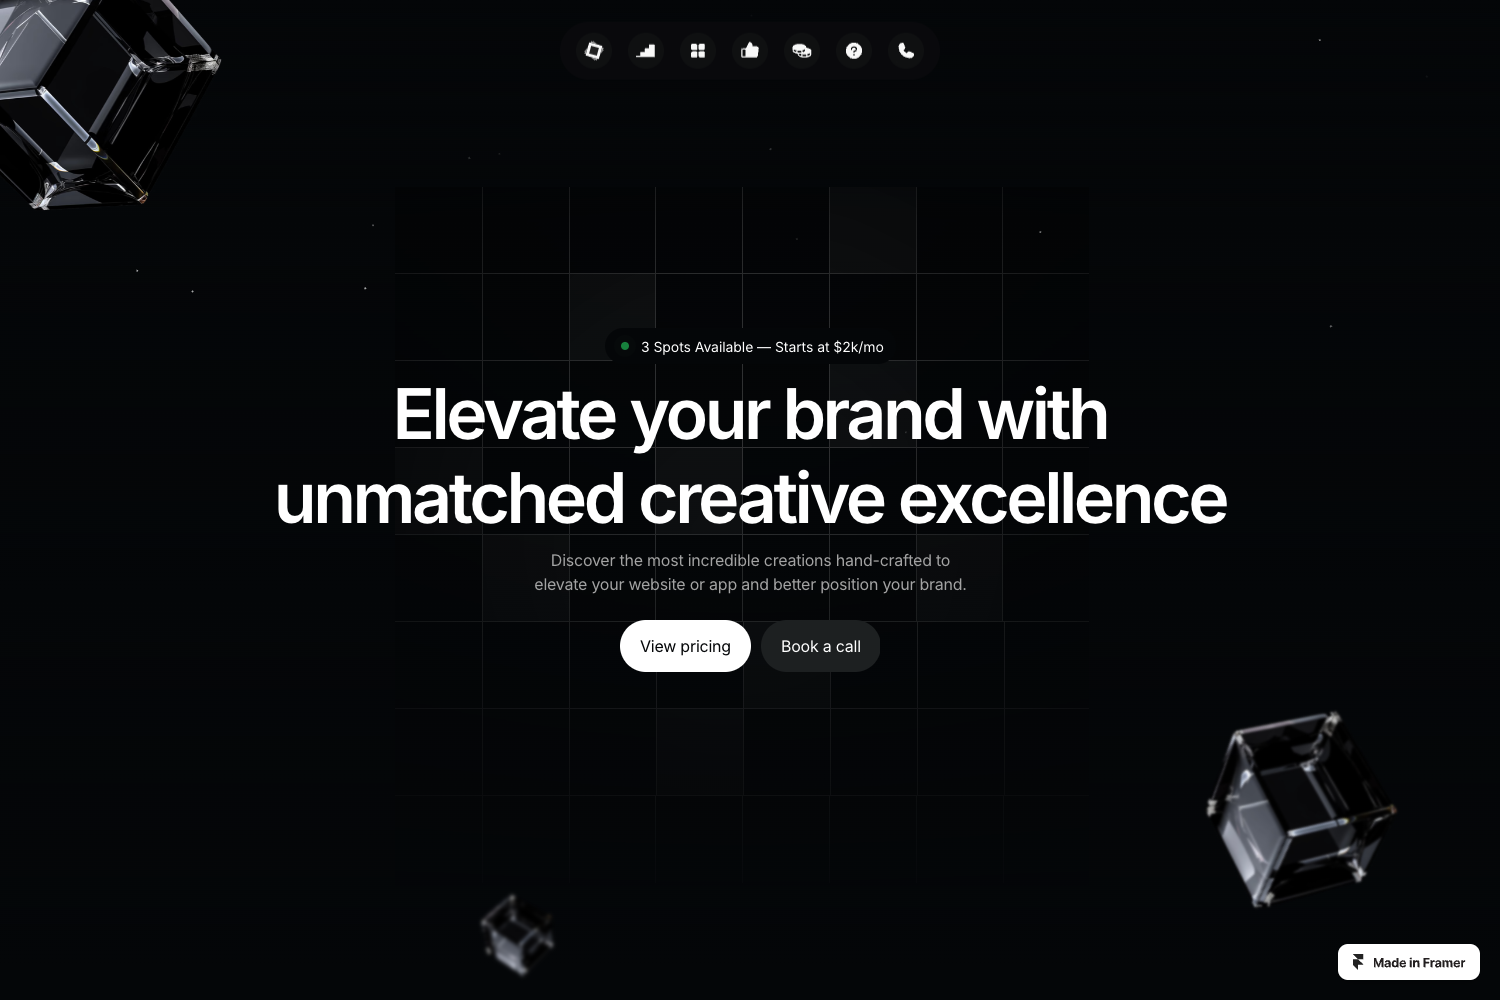 3 Spots Available — Starts at $2k/mo
Elevate your brand with
unmatched creative excellence
Discover the most incredible creations hand-crafted to
elevate your website or app and better position your brand.
View pricing
Book a call
Made in Framer